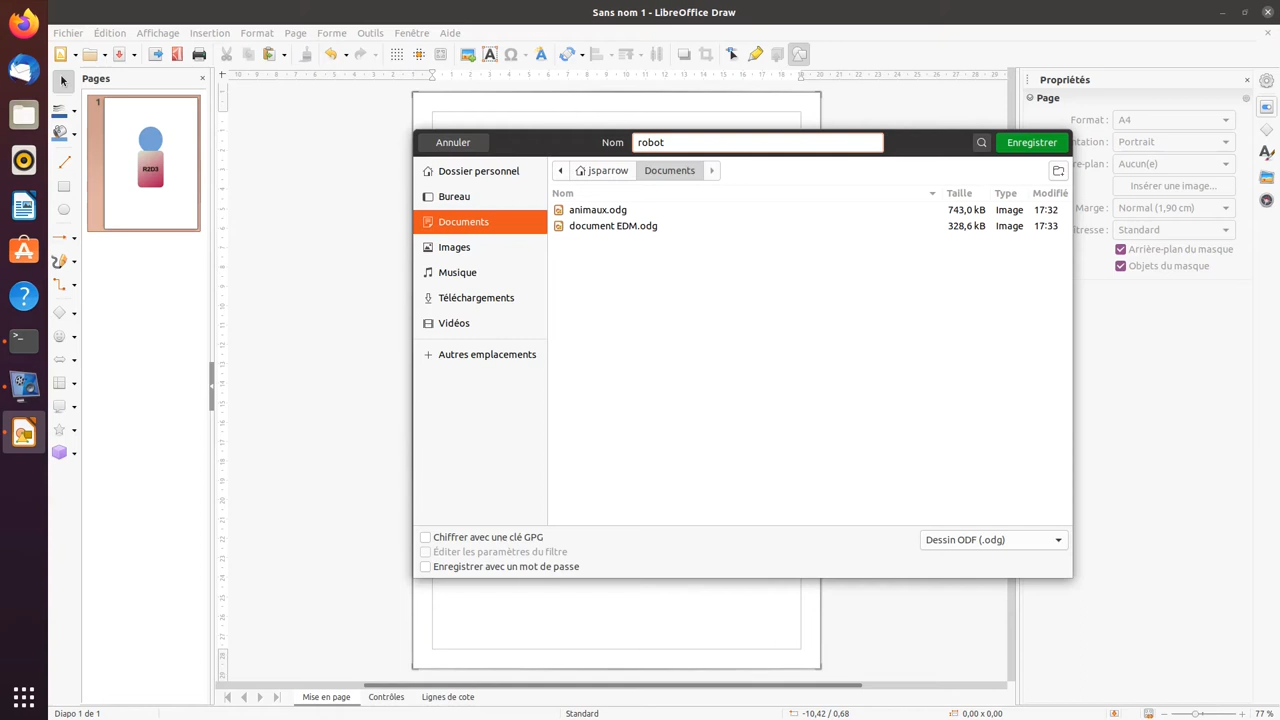 Sans nom 1 - LibreOffice Draw
Fichier Édition Affichage Insertion Format Page Forme Outils Fenêtre Aide
Pages
1
R2D3
Annuler
Nom
robot
Enregistrer
Dossier personnel
Bureau
Documents
Images
Musique
Téléchargements
Vidéos
Autres emplacements
jsparrow
Documents
Nom Taille Type Modifié
animaux.odg 743,0 kB Image 17:32
document EDM.odg 328,6 kB Image 17:33
Chiffrer avec une clé GPG
Éditer les paramètres du filtre
Enregistrer avec un mot de passe
Dessin ODF (.odg)
Propriétés
Page
Format : A4
ntation : Portrait
re-plan : Aucun(e)
Insérer une image...
Marge : Normal (1,90 cm)
îtresse : Standard
Arrière-plan du masque
Objets du masque
Mise en page Contrôles Lignes de cote
Diapo 1 de 1 Standard -10,42 / 0,68 0,00 x 0,00 77 %